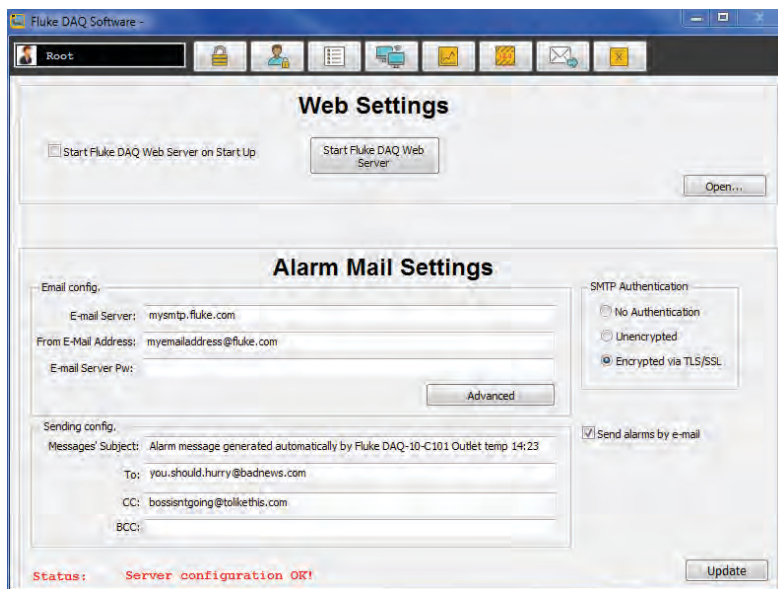 Fluke DAQ Software -
Root
Web Settings
Start Fluke DAQ Web Server on Start Up
Start Fluke DAQ Web
Server
Open...
Alarm Mail Settings
Email config.
E-mail Server: mysmtp.fluke.com
From E-Mail Address: myemailaddress@fluke.com
E-mail Server Pw:
Advanced
SMTP Authentication
No Authentication
Unencrypted
Encrypted via TLS/SSL
Sending config.
Messages' Subject: Alarm message generated automatically by Fluke DAQ-10-C101 Outlet temp 14:23
To: you.should.hurry@badnews.com
CC: bossisntgoing@tolikethis.com
BCC:
Send alarms by e-mail
Status: Server configuration OK!
Update